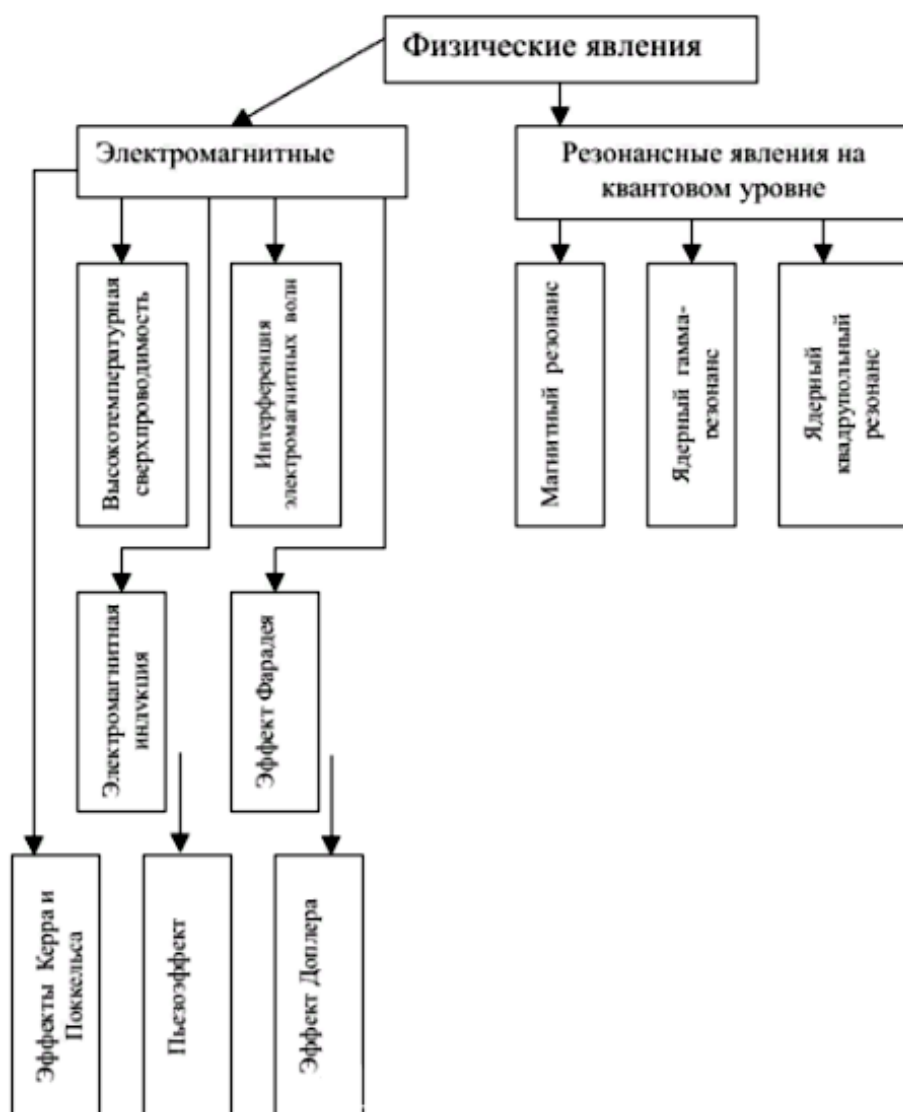 Физические явления
Электромагнитные
Резонансные явления на
квантовом уровне
Высокотемпературная
сверхпроводимость
Интерференция
электромагнитных волн
Магнитный резонанс
Ядерный гамма-
резонанс
Ядерный
квадрупольный
резонанс
Электромагнитная
индукция
Эффект Фарадея
Эффекты Керра и
Поккельса
Пьезоэффект
Эффект Доплера